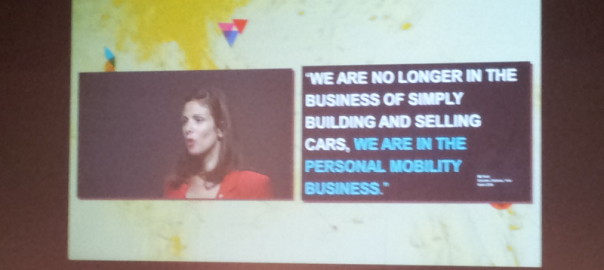 "WE ARE NO LONGER IN THE
BUSINESS OF SIMPLY
BUILDING AND SELLING
CARS, WE ARE IN THE
PERSONAL MOBILITY
BUSINESS."